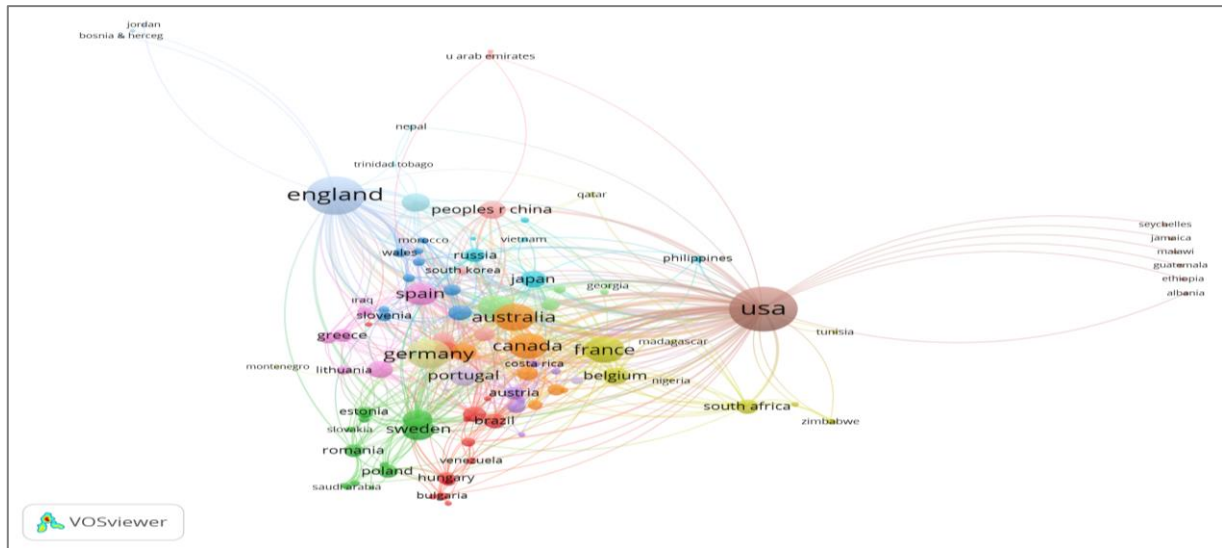 jordan
bosnia & herceg
u arab emirates
nepal
trinidad tobago
england
qatar
peoples r china
seychelles
morocco
vietnam
jamaica
wales
russia
malawi
philippines
south korea
guatemala
japan
ethiopia
georgia
spain
albania
iraq
usa
slovenia
australia
tunisia
greece
madagascar
canada
france
germany
costa rica
montenegro
lithuania
portugal
belgium
nigeria
austria
south africa
estonia
brazil
zimbabwe
slovakia
sweden
romania
venezuela
poland
hungary
saudi arabia
bulgaria
VOSviewer